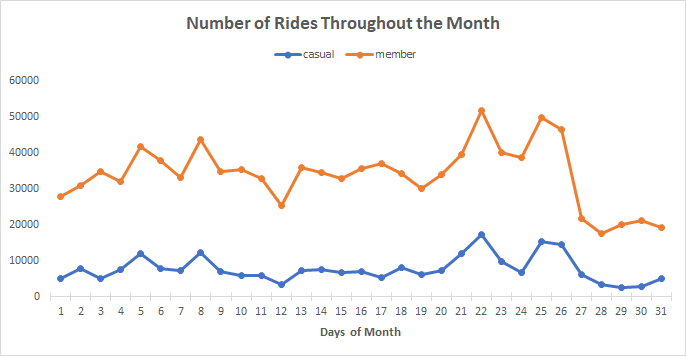 Number of Rides Throughout the Month
casual member
60000
50000
40000
30000
20000
10000
0
1 2 3 4 5 6 7 8 9 10 11 12 13 14 15 16 17 18 19 20 21 22 23 24 25 26 27 28 29 30 31
Days of Month